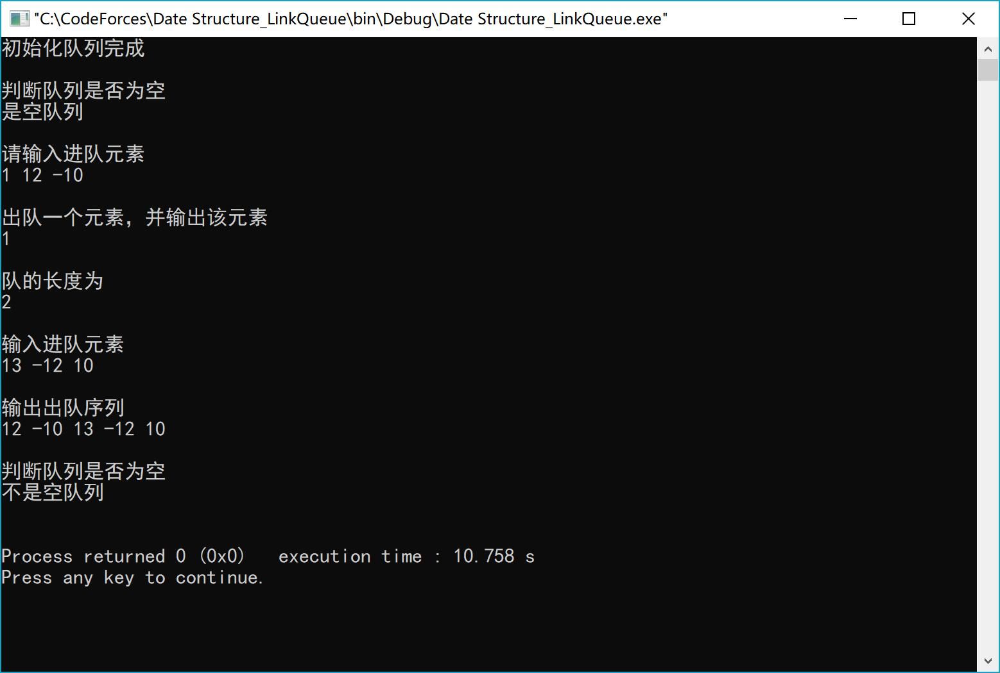 "C:\CodeForces\Date Structure_LinkQueue\bin\Debug\Date Structure_LinkQueue.exe"
初始化队列完成
判断队列是否为空
是空队列
请输入进队元素
1 12 -10
出队一个元素，并输出该元素
1
队的长度为
2
输入进队元素
13 -12 10
输出出队序列
12 -10 13 -12 10
判断队列是否为空
不是空队列
Process returned 0 (0x0)   execution time : 10.758 s
Press any key to continue.